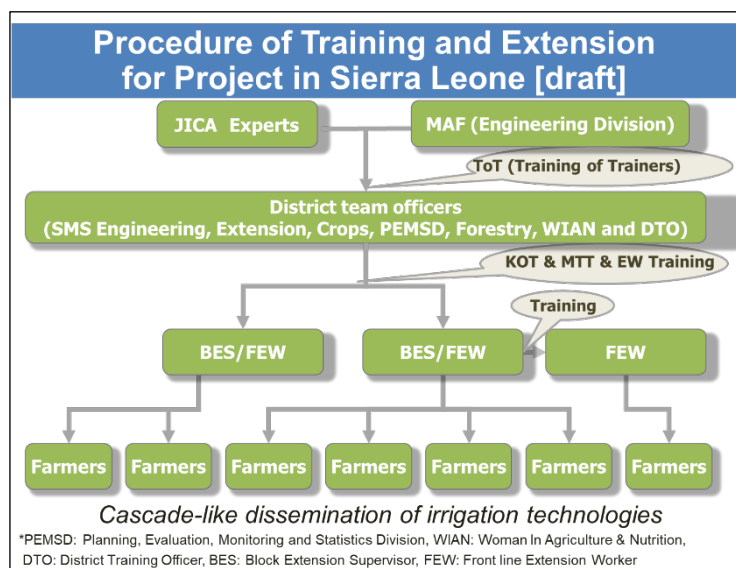 Procedure of Training and Extension
for Project in Sierra Leone [draft]
JICA Experts
MAF (Engineering Division)
ToT (Training of Trainers)
District team officers
(SMS Engineering, Extension, Crops, PEMSD, Forestry, WIAN and DTO)
KOT & MTT & EW Training
Training
BES/FEW
BES/FEW
FEW
Farmers
Farmers
Farmers
Farmers
Farmers
Farmers
Farmers
Cascade-like dissemination of irrigation technologies
*PEMSD: Planning, Evaluation, Monitoring and Statistics Division, WIAN: Woman In Agriculture & Nutrition,
DTO: District Training Officer, BES: Block Extension Supervisor, FEW: Front line Extension Worker